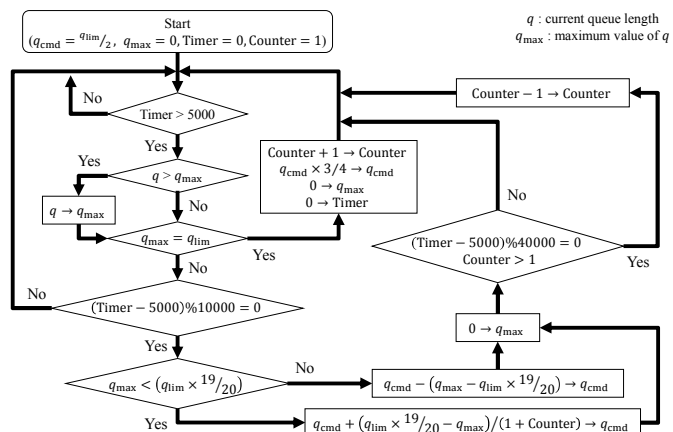 Start
(q_cmd = q_lim/2, q_max = 0, Timer = 0, Counter = 1)
q : current queue length
q_max : maximum value of q
No
Timer > 5000
Counter − 1 → Counter
Yes
Yes
q > q_max
Counter + 1 → Counter
q_cmd × 3/4 → q_cmd
0 → q_max
0 → Timer
No
q → q_max
No
q_max = q_lim
Yes
(Timer − 5000)%40000 = 0
Counter > 1
Yes
No
No
(Timer − 5000)%10000 = 0
0 → q_max
Yes
No
q_max < (q_lim × 19/20)
q_cmd − (q_max − q_lim × 19/20) → q_cmd
Yes
q_cmd + (q_lim × 19/20 − q_max)/(1 + Counter) → q_cmd